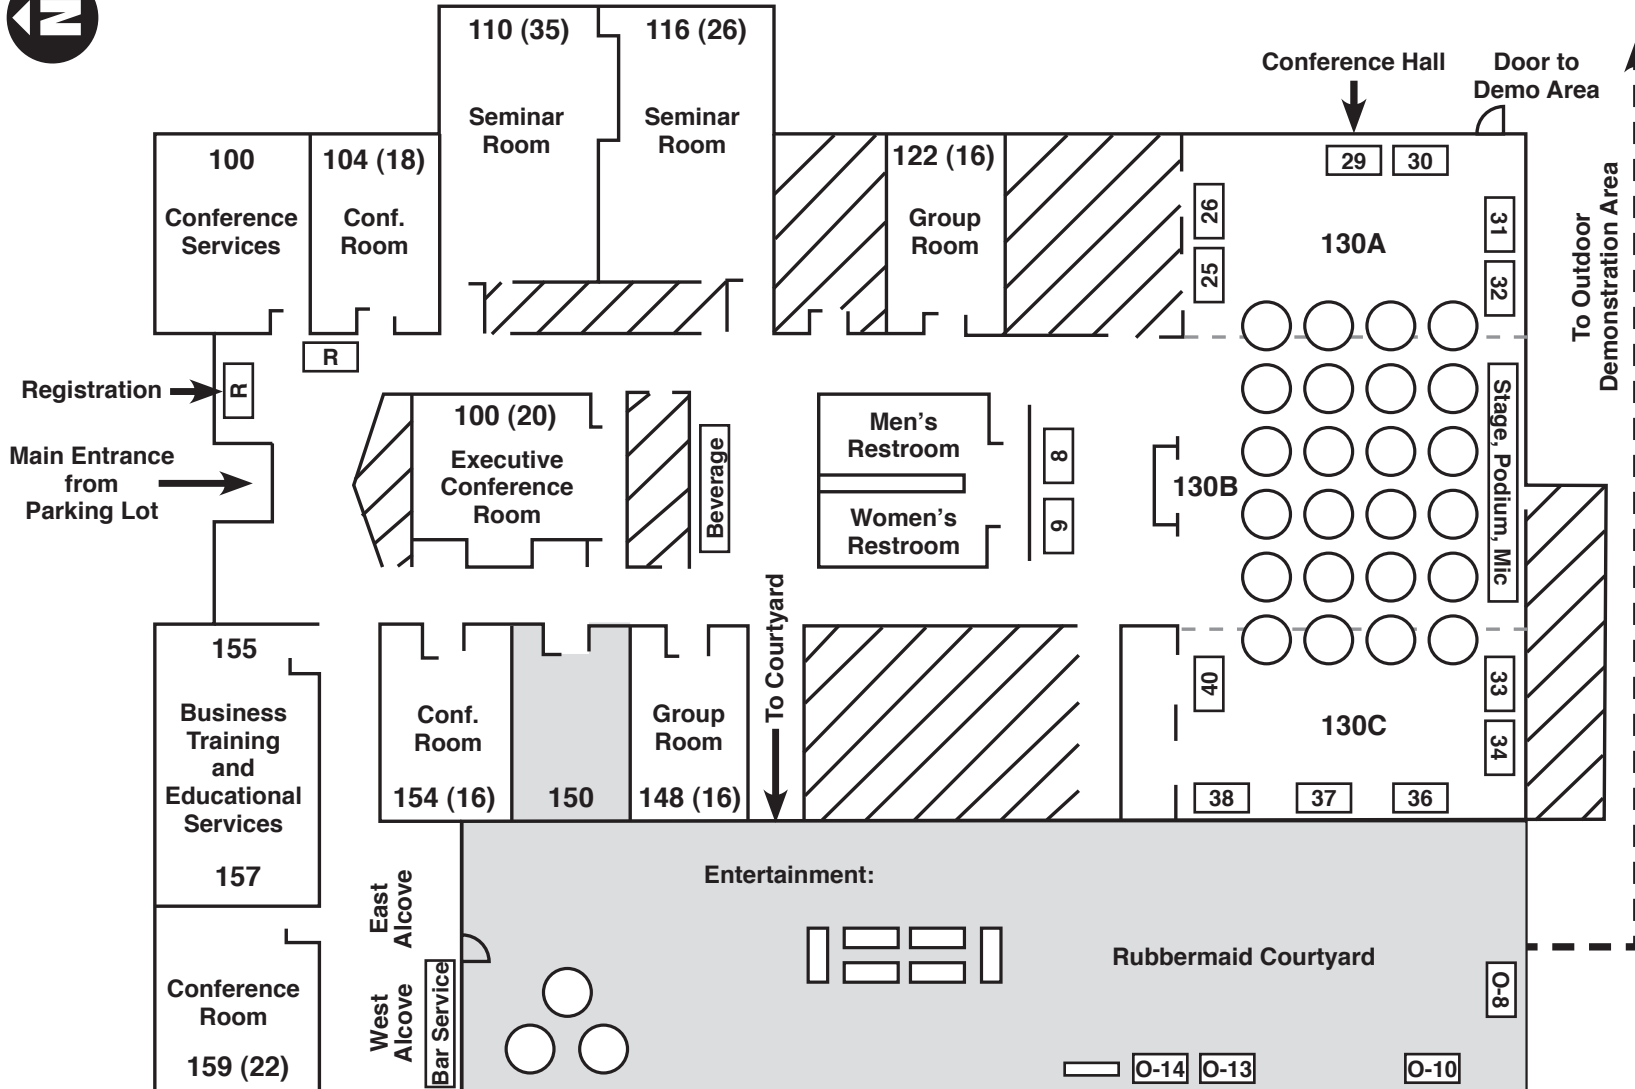 N
110 (35)
Seminar
Room
116 (26)
Seminar
Room
Conference Hall
Door to
Demo Area
100
Conference
Services
104 (18)
Conf.
Room
122 (16)
Group
Room
29
30
26
25
130A
31
32
To Outdoor
Demonstration Area
R
Registration
R
Main Entrance
from
Parking Lot
100 (20)
Executive
Conference
Room
Beverage
Men's
Restroom
Women's
Restroom
8
9
130B
Stage, Podium, Mic
155
Business
Training
and
Educational
Services
157
Conf.
Room
154 (16)
150
Group
Room
148 (16)
To Courtyard
40
130C
33
34
38
37
36
Entertainment:
East
Alcove
West
Alcove
Bar Service
Conference
Room
159 (22)
Rubbermaid Courtyard
O-8
O-14
O-13
O-10